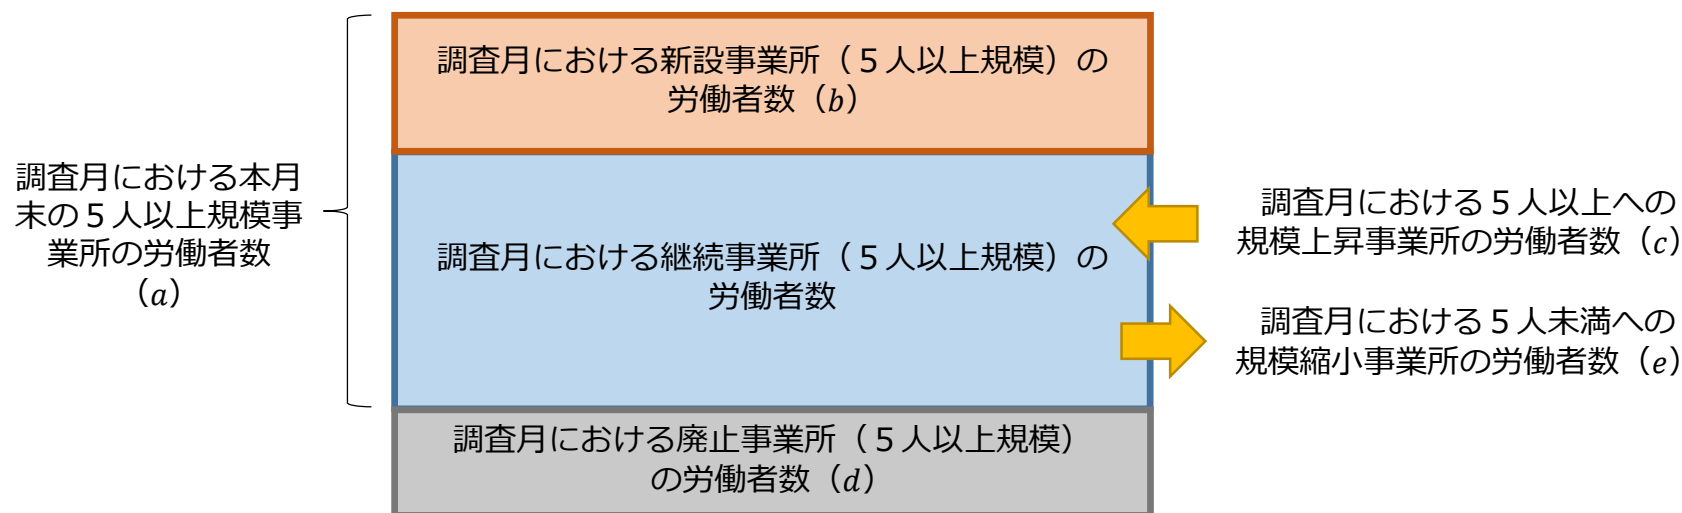 調査月における新設事業所（５人以上規模）の
労働者数（b）
調査月における本月
末の５人以上規模事
業所の労働者数
（a）
調査月における継続事業所（５人以上規模）の
労働者数
調査月における５人以上への
規模上昇事業所の労働者数（c）
調査月における５人未満への
規模縮小事業所の労働者数（e）
調査月における廃止事業所（５人以上規模）
の労働者数（d）